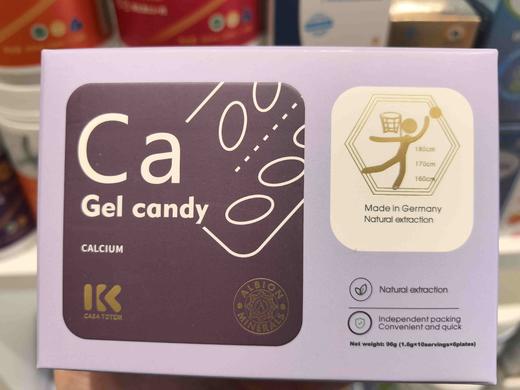 Ca
Gel candy
CALCIUM
K
CASA TOTEM
ALBION
MINERALS
180cm
170cm
160cm
Made in Germany
Natural extraction
Natural extraction
Independent packing
Convenient and quick
Net weight: 96g (1.6g×10servings×6plates)